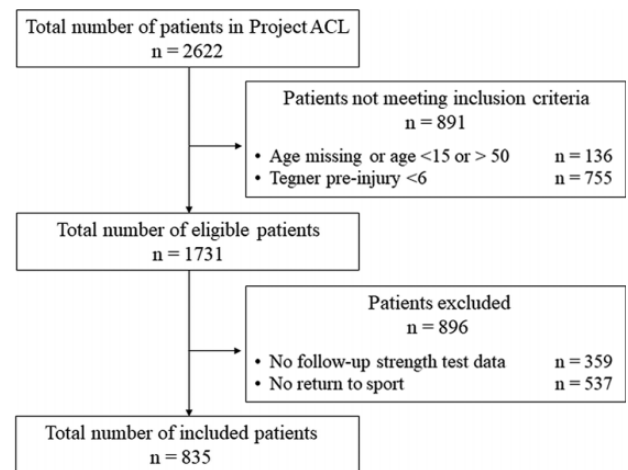 Total number of patients in Project ACL
n = 2622
Patients not meeting inclusion criteria
n = 891
• Age missing or age <15 or > 50 n = 136
• Tegner pre-injury <6 n = 755
Total number of eligible patients
n = 1731
Patients excluded
n = 896
• No follow-up strength test data n = 359
• No return to sport n = 537
Total number of included patients
n = 835